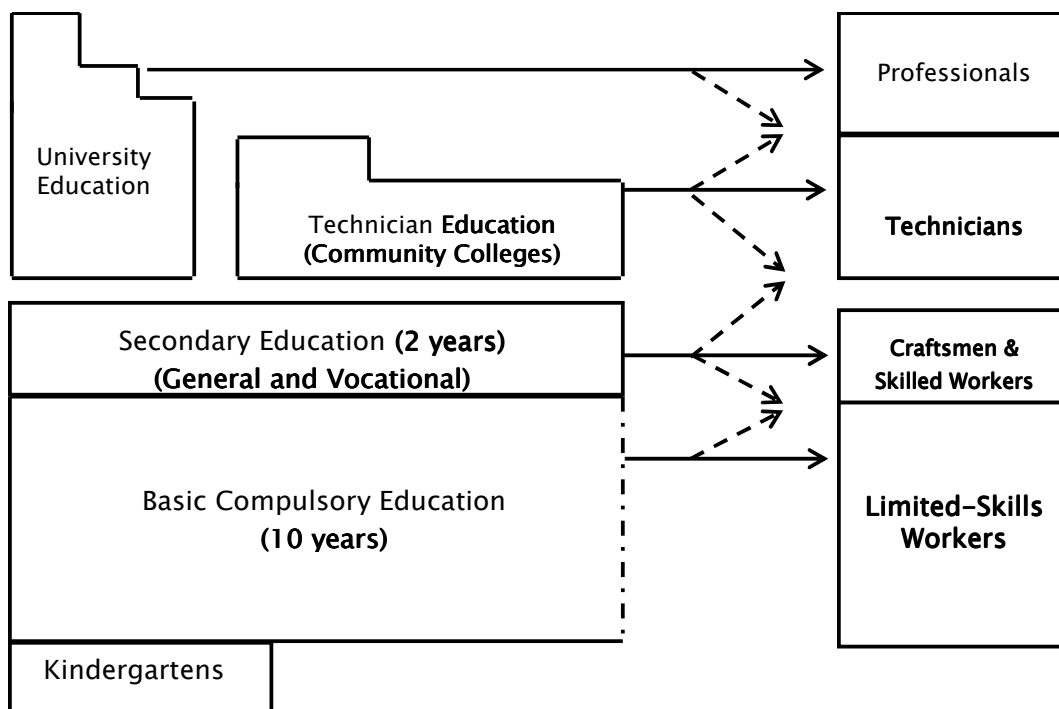 University
Education
Technician Education
(Community Colleges)
Secondary Education (2 years)
(General and Vocational)
Basic Compulsory Education
(10 years)
Kindergartens
Professionals
Technicians
Craftsmen &
Skilled Workers
Limited-Skills
Workers